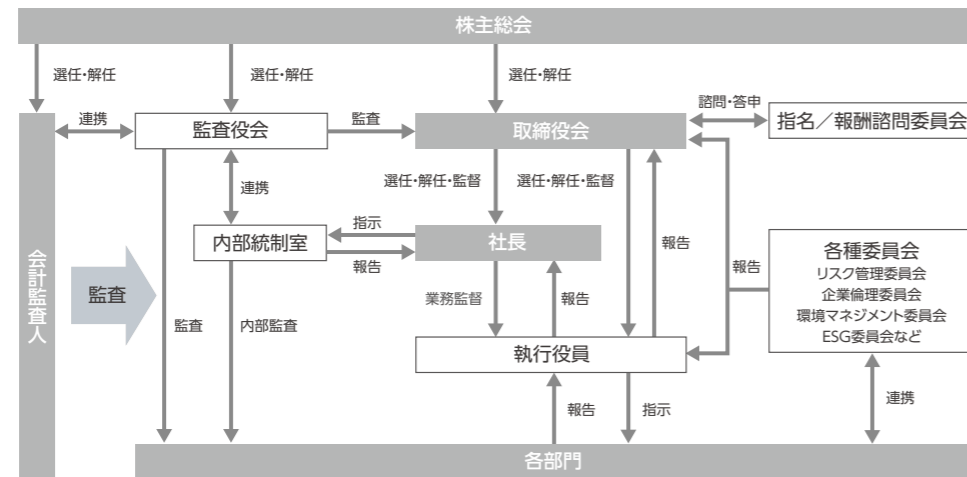 株主総会
選任・解任
選任・解任
選任・解任
諮問・答申
連携
監査役会
監査
取締役会
指名／報酬諮問委員会
選任・解任・監督
選任・解任・監督
連携
指示
内部統制室
社長
報告
報告
報告
各種委員会
リスク管理委員会
企業倫理委員会
環境マネジメント委員会
ESG委員会など
会計監査人
監査
業務監督
報告
監査
内部監査
執行役員
報告
指示
連携
各部門